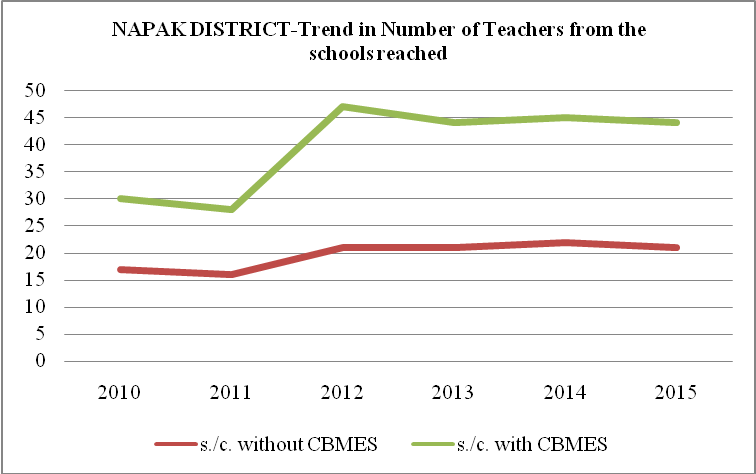 NAPAK DISTRICT-Trend in Number of Teachers from the
schools reached
50
45
40
35
30
25
20
15
10
5
0
2010 2011 2012 2013 2014 2015
s./c. without CBMES s./c. with CBMES